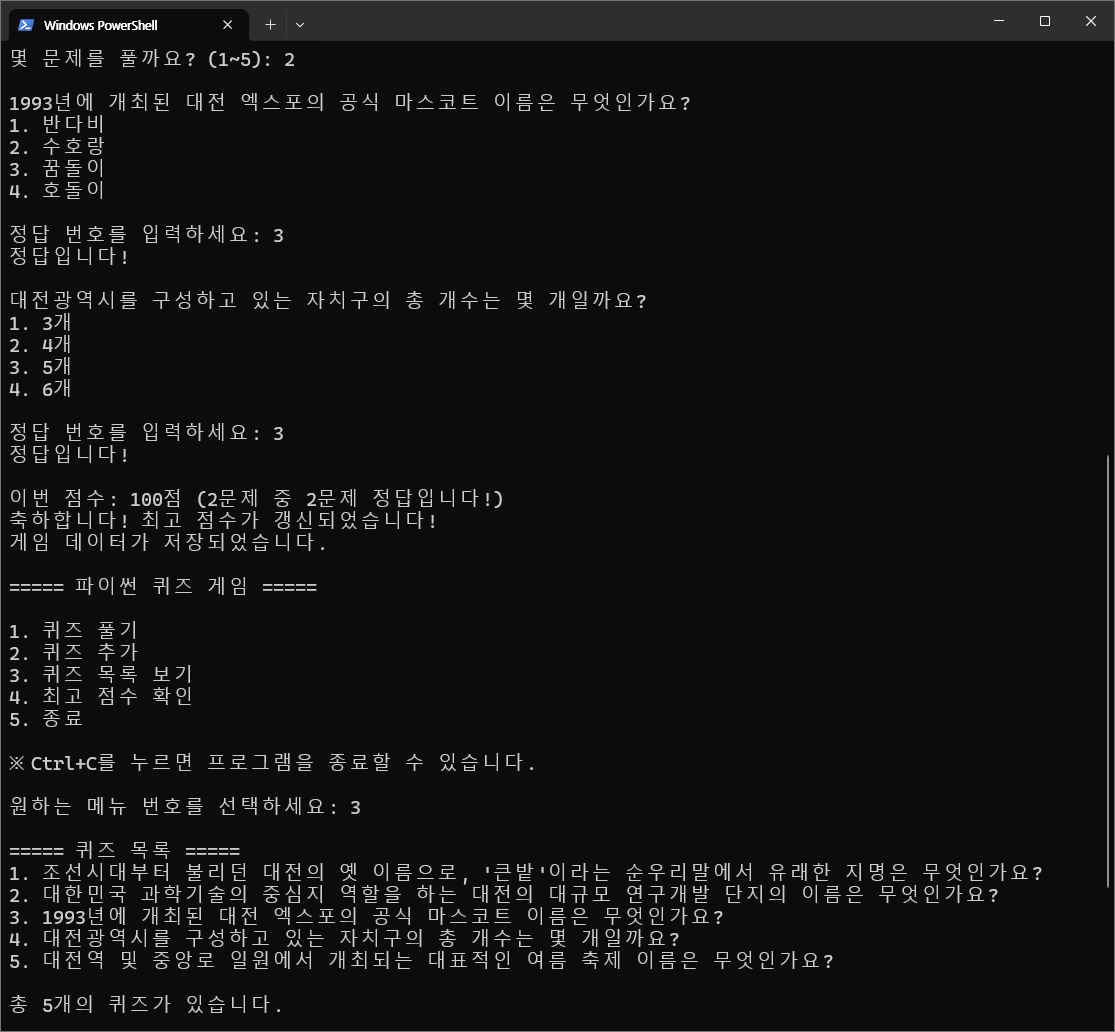 Windows PowerShell
몇 문제를 풀까요? (1~5): 2
1993년에 개최된 대전 엑스포의 공식 마스코트 이름은 무엇인가요?
1. 반다비
2. 수호랑
3. 꿈돌이
4. 호돌이
정답 번호를 입력하세요: 3
정답입니다!
대전광역시를 구성하고 있는 자치구의 총 개수는 몇 개일까요?
1. 3개
2. 4개
3. 5개
4. 6개
정답 번호를 입력하세요: 3
정답입니다!
이번 점수: 100점 (2문제 중 2문제 정답입니다!)
축하합니다! 최고 점수가 갱신되었습니다!
게임 데이터가 저장되었습니다.
===== 파이썬 퀴즈 게임 =====
1. 퀴즈 풀기
2. 퀴즈 추가
3. 퀴즈 목록 보기
4. 최고 점수 확인
5. 종료
※ Ctrl+C를 누르면 프로그램을 종료할 수 있습니다.
원하는 메뉴 번호를 선택하세요: 3
===== 퀴즈 목록 =====
1. 조선시대부터 불리던 대전의 옛 이름으로, '큰밭'이라는 순우리말에서 유래한 지명은 무엇인가요?
2. 대한민국 과학기술의 중심지 역할을 하는 대전의 대규모 연구개발 단지의 이름은 무엇인가요?
3. 1993년에 개최된 대전 엑스포의 공식 마스코트 이름은 무엇인가요?
4. 대전광역시를 구성하고 있는 자치구의 총 개수는 몇 개일까요?
5. 대전역 및 중앙로 일원에서 개최되는 대표적인 여름 축제 이름은 무엇인가요?
총 5개의 퀴즈가 있습니다.